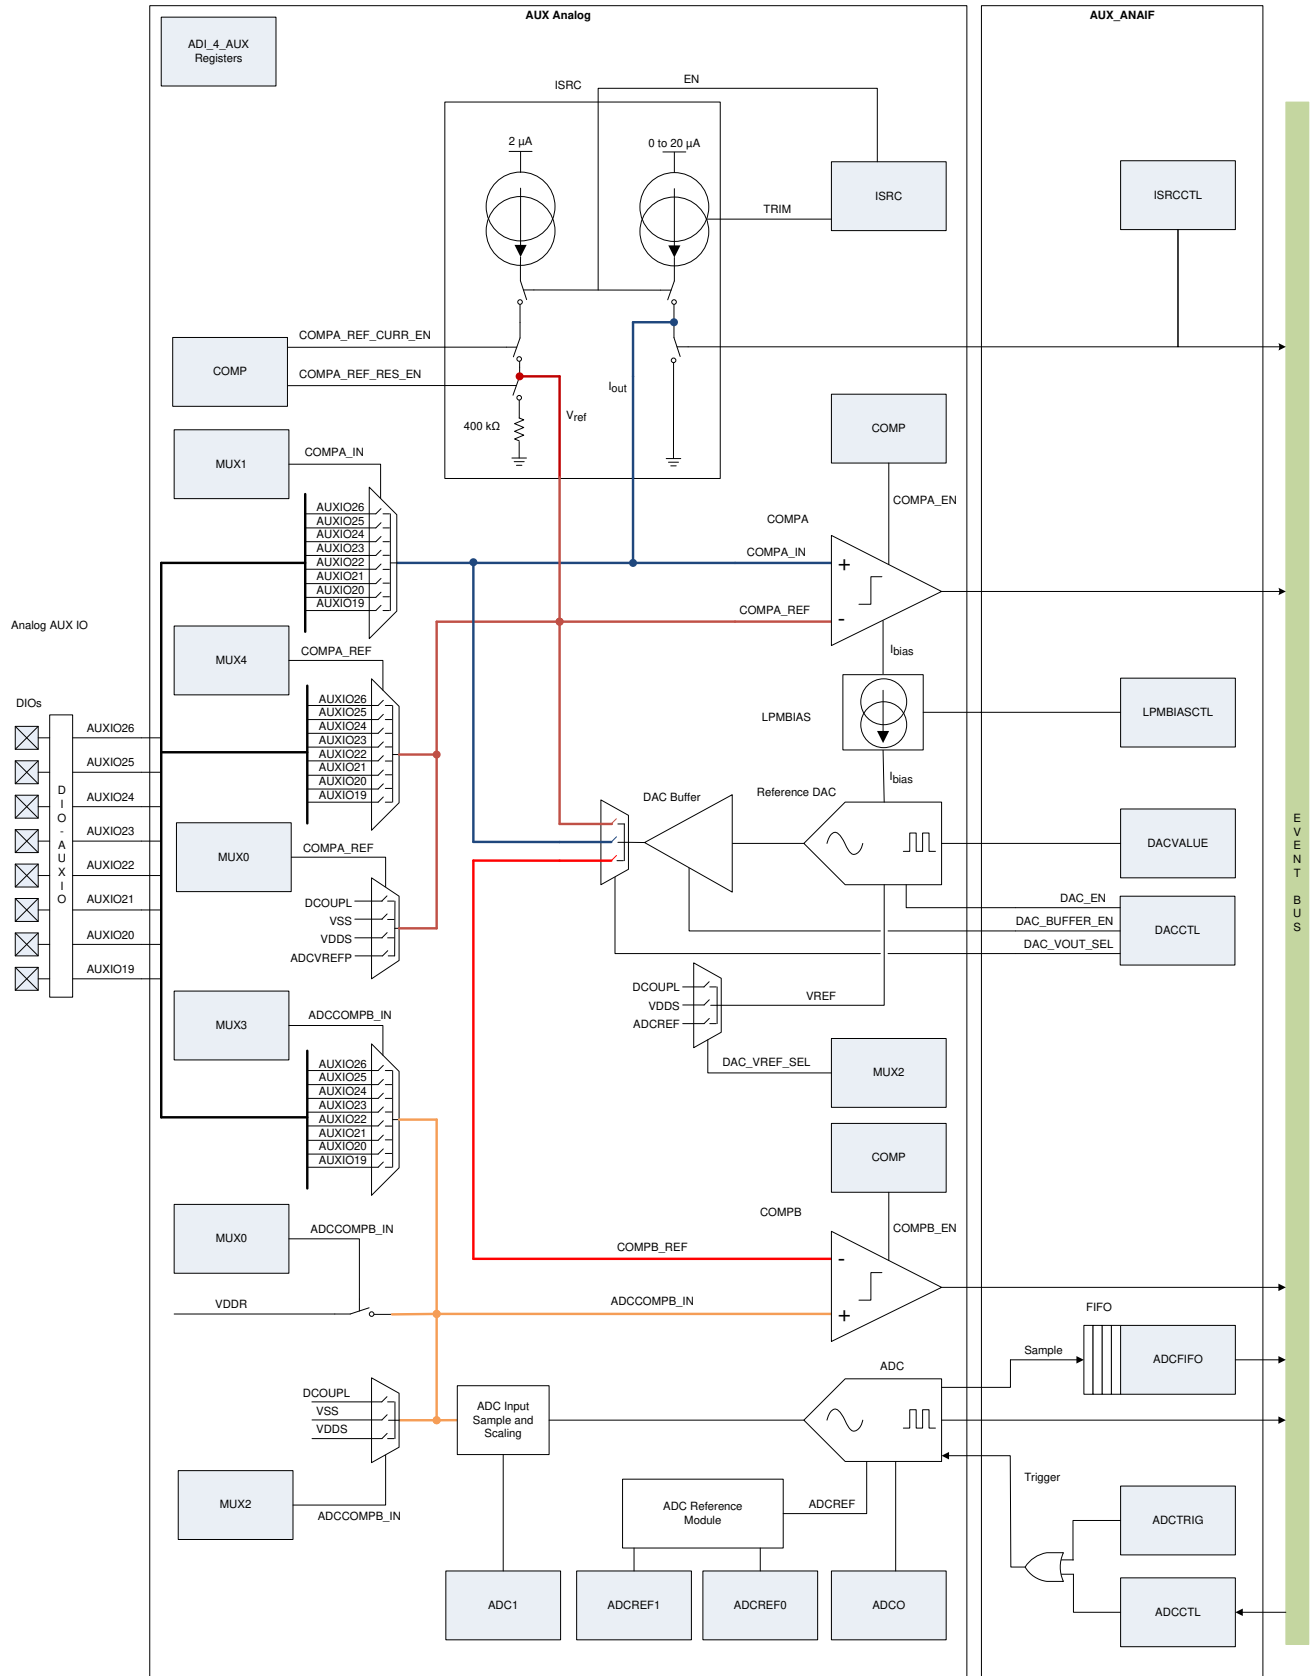 AUX Analog
AUX_ANAIF
ADI_4_AUX
Registers
ISRC
EN
2 µA
0 to 20 µA
ISRC
ISRCCTL
TRIM
COMP
COMPA_REF_CURR_EN
COMPA_REF_RES_EN
400 kΩ
Vref
Iout
COMP
COMPA_EN
MUX1
COMPA_IN
AUXIO26
AUXIO25
AUXIO24
AUXIO23
AUXIO22
AUXIO21
AUXIO20
AUXIO19
COMPA
COMPA_IN
+
COMPA_REF
-
Ibias
Analog AUX IO
MUX4
COMPA_REF
AUXIO26
AUXIO25
AUXIO24
AUXIO23
AUXIO22
AUXIO21
AUXIO20
AUXIO19
LPMBIAS
LPMBIASCTL
Ibias
DIOs
DIO-AUXIO
AUXIO26
AUXIO25
AUXIO24
AUXIO23
AUXIO22
AUXIO21
AUXIO20
AUXIO19
DAC Buffer
Reference DAC
DACVALUE
EVENT BUS
MUX0
COMPA_REF
DCOUPL
VSS
VDDS
ADCVREFP
DAC_EN
DAC_BUFFER_EN
DAC_VOUT_SEL
DACCTL
DCOUPL
VDDS
ADCREF
VREF
DAC_VREF_SEL
MUX2
MUX3
ADCCOMPB_IN
AUXIO26
AUXIO25
AUXIO24
AUXIO23
AUXIO22
AUXIO21
AUXIO20
AUXIO19
COMP
COMPB_EN
MUX0
ADCCOMPB_IN
VDDR
COMPB
COMPB_REF
-
ADCCOMPB_IN
+
FIFO
Sample
ADCFIFO
DCOUPL
VSS
VDDS
ADC Input
Sample and
Scaling
ADC
MUX2
ADCCOMPB_IN
ADC Reference
Module
ADCREF
Trigger
ADCTRIG
ADC1
ADCREF1
ADCREF0
ADCO
ADCCTL